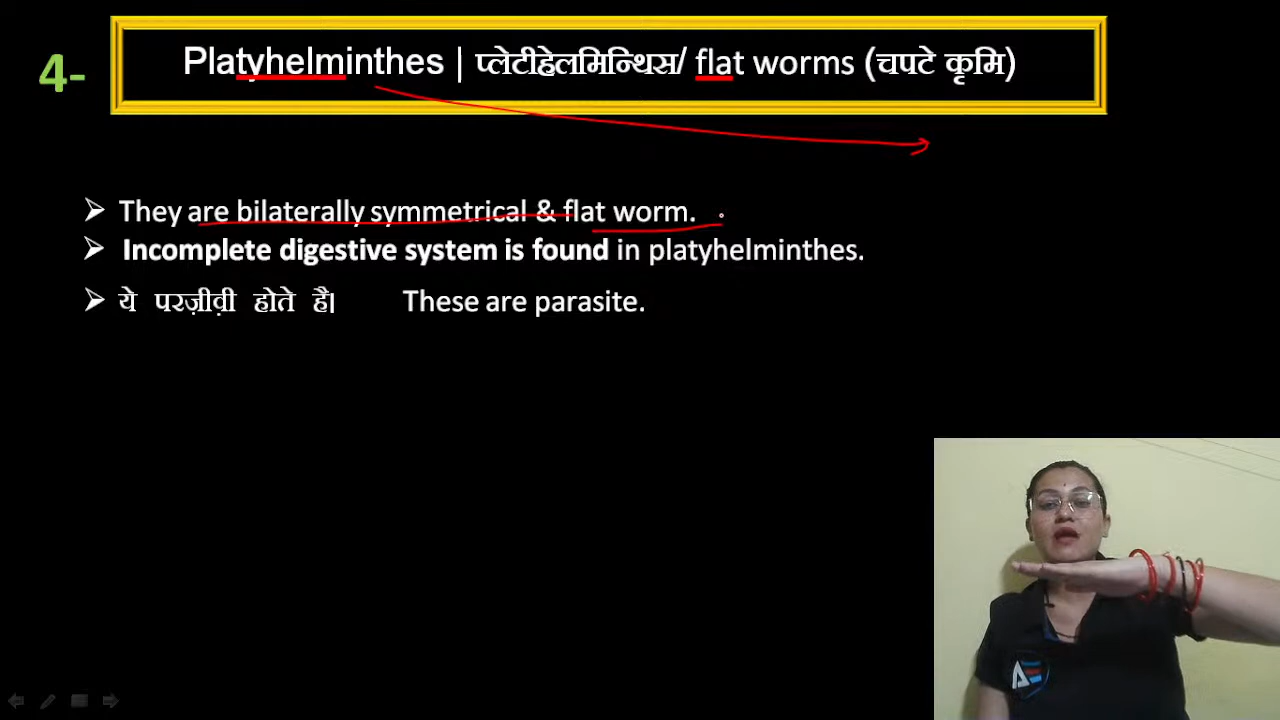 4-
Platyhelminthes | प्लेटीहेलमिन्थिस/ flat worms (चपटे कृमि)
They are bilaterally symmetrical & flat worm.
Incomplete digestive system is found in platyhelminthes.
ये परज़ीव़ी होते है। These are parasite.